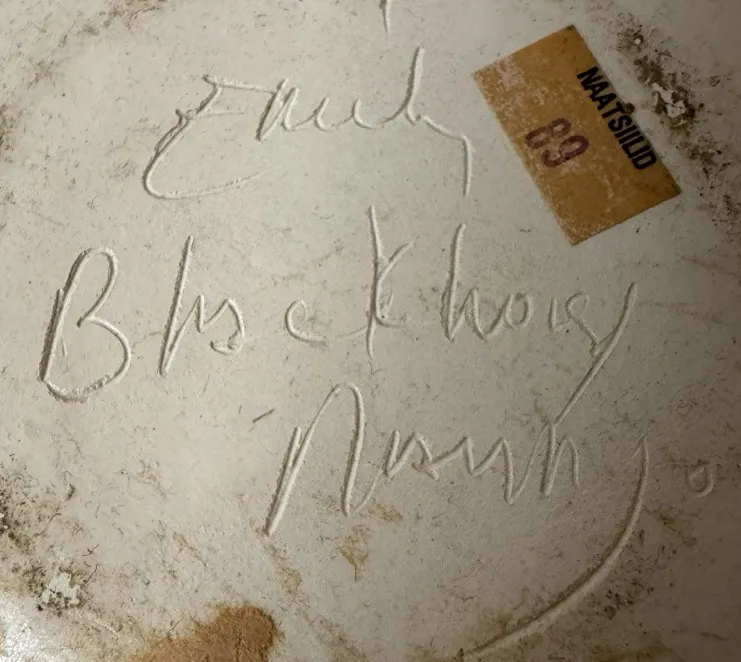 Emily
Blackhorse
Navajo
NAATSIILID
89